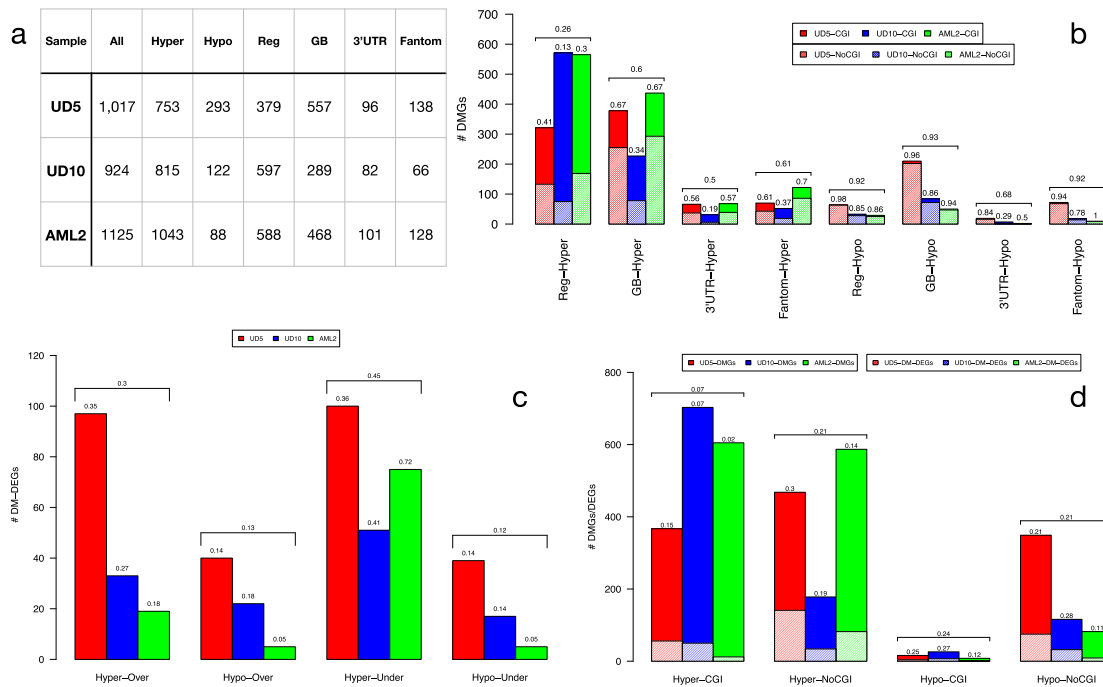 a
Sample All Hyper Hypo Reg GB 3'UTR Fantom
UD5 1,017 753 293 379 557 96 138
UD10 924 815 122 597 289 82 66
AML2 1125 1043 88 588 468 101 128
b
UD5–CGI UD10–CGI AML2–CGI
UD5–NoCGI UD10–NoCGI AML2–NoCGI
# DMGs
700
600
500
400
300
200
100
0
0.26
0.41 0.13 0.3
0.6
0.67 0.34 0.67
0.5
0.56 0.19 0.57
0.61
0.61 0.37 0.7
0.92
0.98 0.85 0.86
0.93
0.96 0.86 0.94
0.68
0.84 0.29 0.5
0.92
0.94 0.78 1
Reg–Hyper
GB–Hyper
3'UTR–Hyper
Fantom–Hyper
Reg–Hypo
GB–Hypo
3'UTR–Hypo
Fantom–Hypo
c
UD5 UD10 AML2
# DM–DEGs
120
100
80
60
40
20
0
0.3
0.35 0.27 0.18
0.13
0.14 0.18 0.05
0.45
0.36 0.41 0.72
0.12
0.14 0.14 0.05
Hyper–Over Hypo–Over Hyper–Under Hypo–Under
d
UD5–DMGs UD10–DMGs AML2–DMGs UD5–DM–DEGs UD10–DM–DEGs AML2–DM–DEGs
# DMGs/DEGs
800
600
400
200
0
0.07
0.15 0.07 0.02
0.21
0.3 0.19 0.14
0.24
0.25 0.27 0.12
0.21
0.21 0.28 0.11
Hyper–CGI Hyper–NoCGI Hypo–CGI Hypo–NoCGI